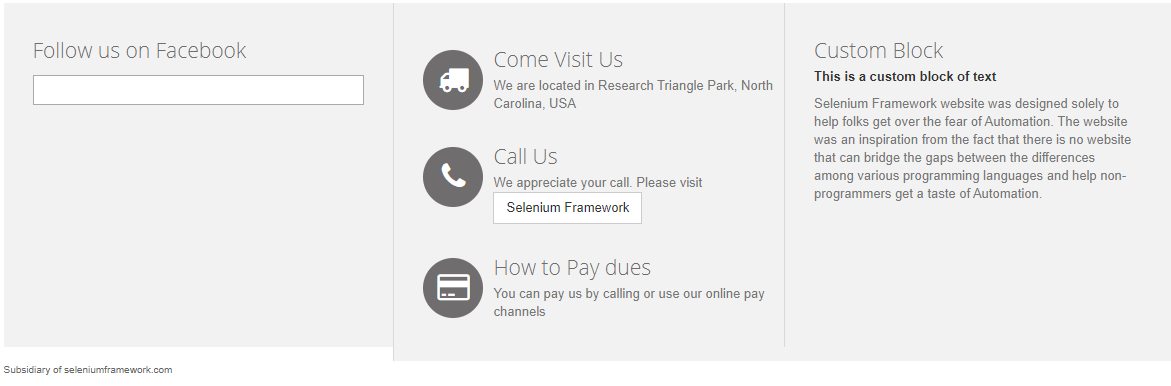 Follow us on Facebook
Come Visit Us
We are located in Research Triangle Park, North
Carolina, USA
Call Us
We appreciate your call. Please visit
Selenium Framework
How to Pay dues
You can pay us by calling or use our online pay
channels
Custom Block
This is a custom block of text
Selenium Framework website was designed solely to
help folks get over the fear of Automation. The website
was an inspiration from the fact that there is no website
that can bridge the gaps between the differences
among various programming languages and help non-
programmers get a taste of Automation.
Subsidiary of seleniumframework.com